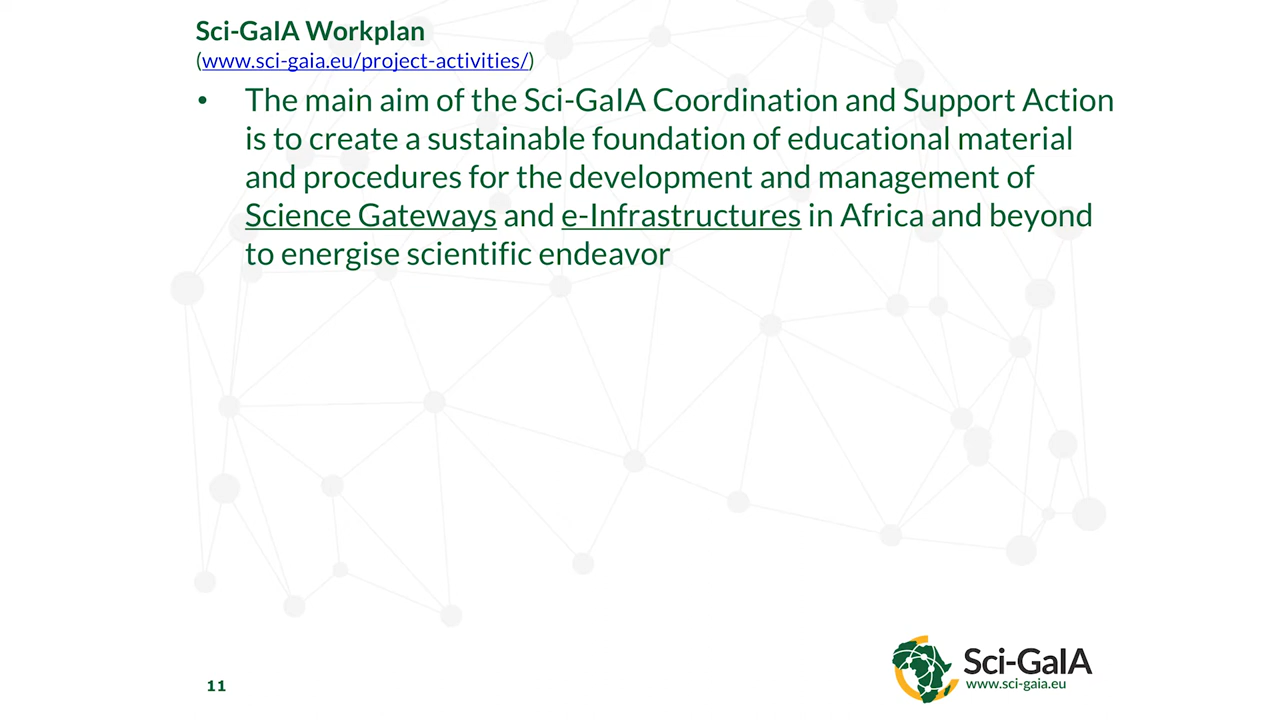 Sci-GaIA Workplan
(www.sci-gaia.eu/project-activities/)
• The main aim of the Sci-GaIA Coordination and Support Action
is to create a sustainable foundation of educational material
and procedures for the development and management of
Science Gateways and e-Infrastructures in Africa and beyond
to energise scientific endeavor
11
Sci-GaIA
www.sci-gaia.eu